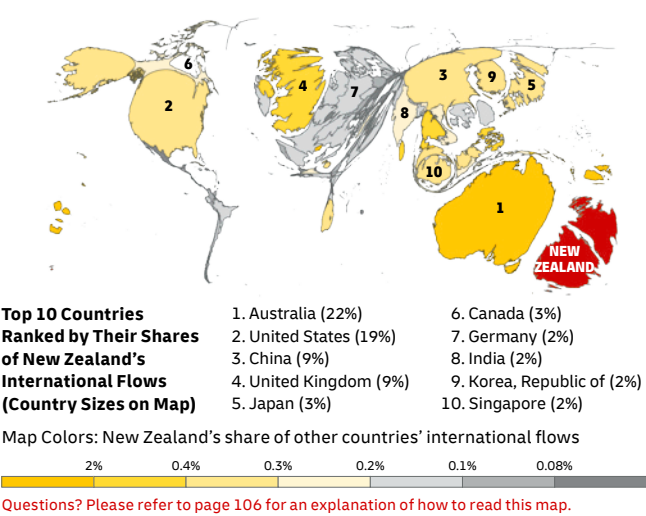 6
4
3
9
5
7
2
8
10
1
NEW
ZEALAND
Top 10 Countries
Ranked by Their Shares
of New Zealand's
International Flows
(Country Sizes on Map)
1. Australia (22%)
2. United States (19%)
3. China (9%)
4. United Kingdom (9%)
5. Japan (3%)
6. Canada (3%)
7. Germany (2%)
8. India (2%)
9. Korea, Republic of (2%)
10. Singapore (2%)
Map Colors: New Zealand's share of other countries' international flows
2% 0.4% 0.3% 0.2% 0.1% 0.08%
Questions? Please refer to page 106 for an explanation of how to read this map.